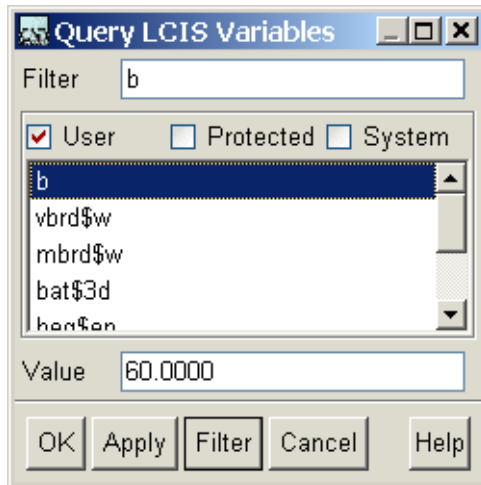 Query LCIS Variables
Filter b
User Protected System
b
vbrd$w
mbrd$w
bat$3d
Value 60.0000
OK Apply Filter Cancel Help